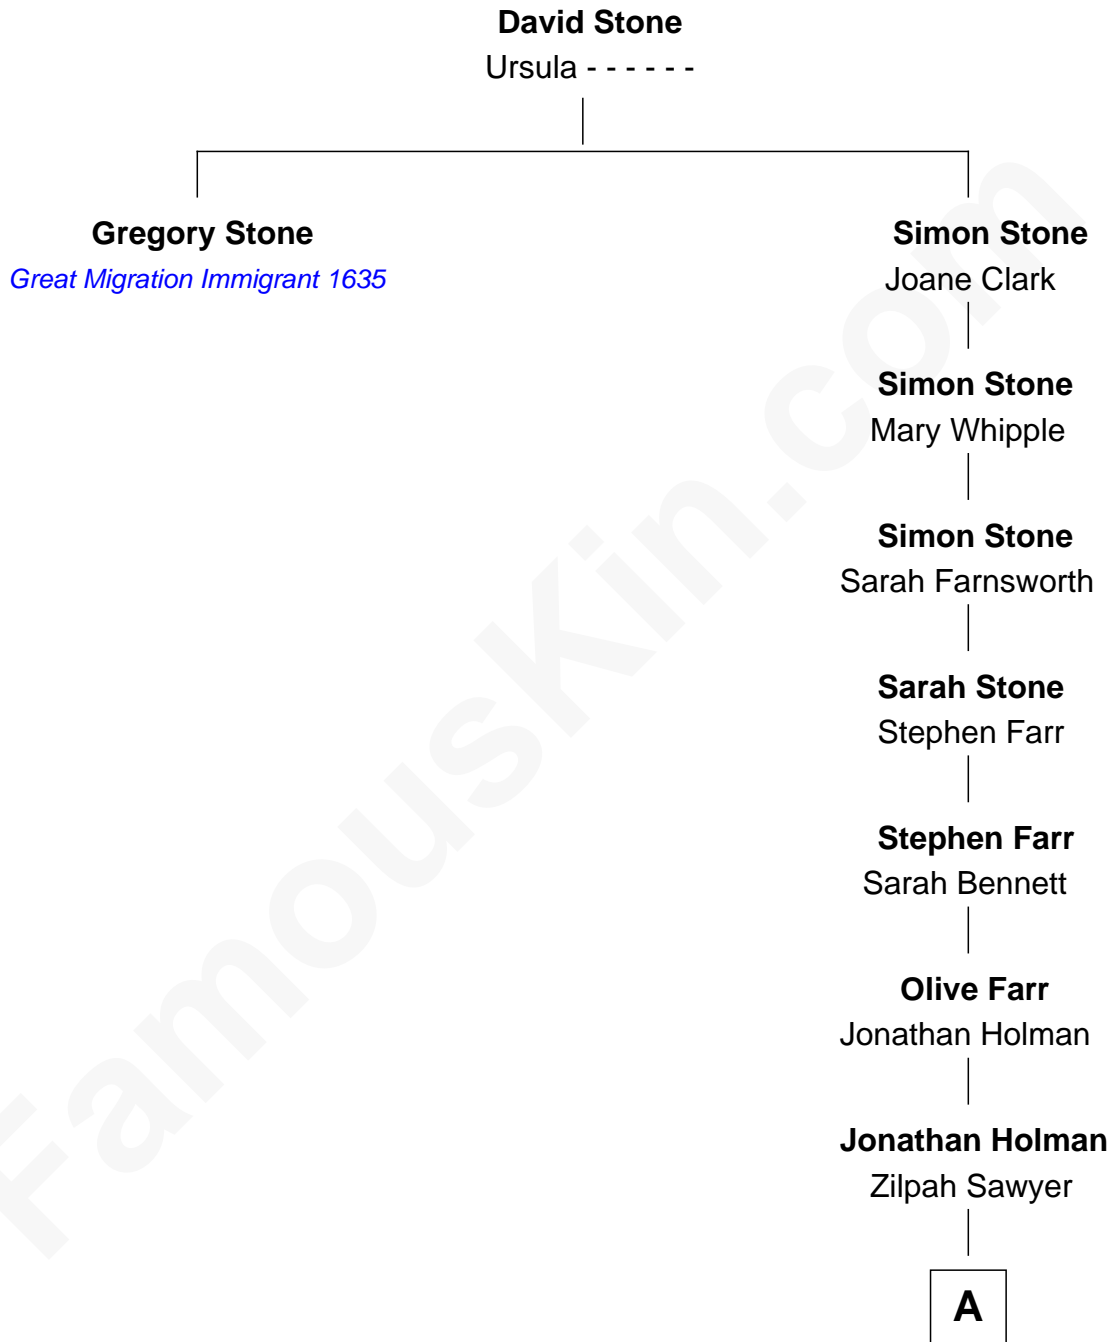 David Stone
Ursula - - - - - -
Gregory Stone
Great Migration Immigrant 1635
Simon Stone
Joane Clark
Simon Stone
Mary Whipple
Simon Stone
Sarah Farnsworth
Sarah Stone
Stephen Farr
Stephen Farr
Sarah Bennett
Olive Farr
Jonathan Holman
Jonathan Holman
Zilpah Sawyer
A
FamousKin.com